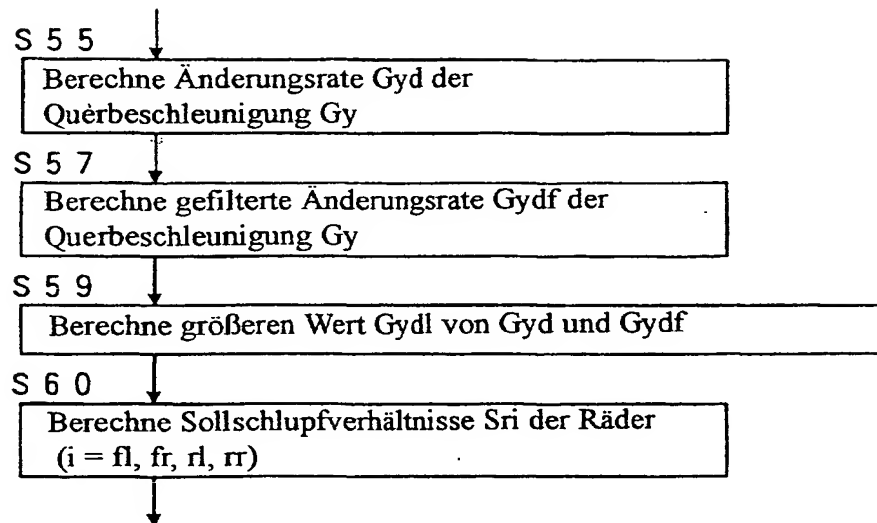 S 5 5
Berechne Änderungsrate Gyd der
Querbeschleunigung Gy
S 5 7
Berechne gefilterte Änderungsrate Gydf der
Querbeschleunigung Gy
S 5 9
Berechne größeren Wert Gydl von Gyd und Gydf
S 6 0
Berechne Sollschlupfverhältnisse Sri der Räder
(i = fl, fr, rl, rr)